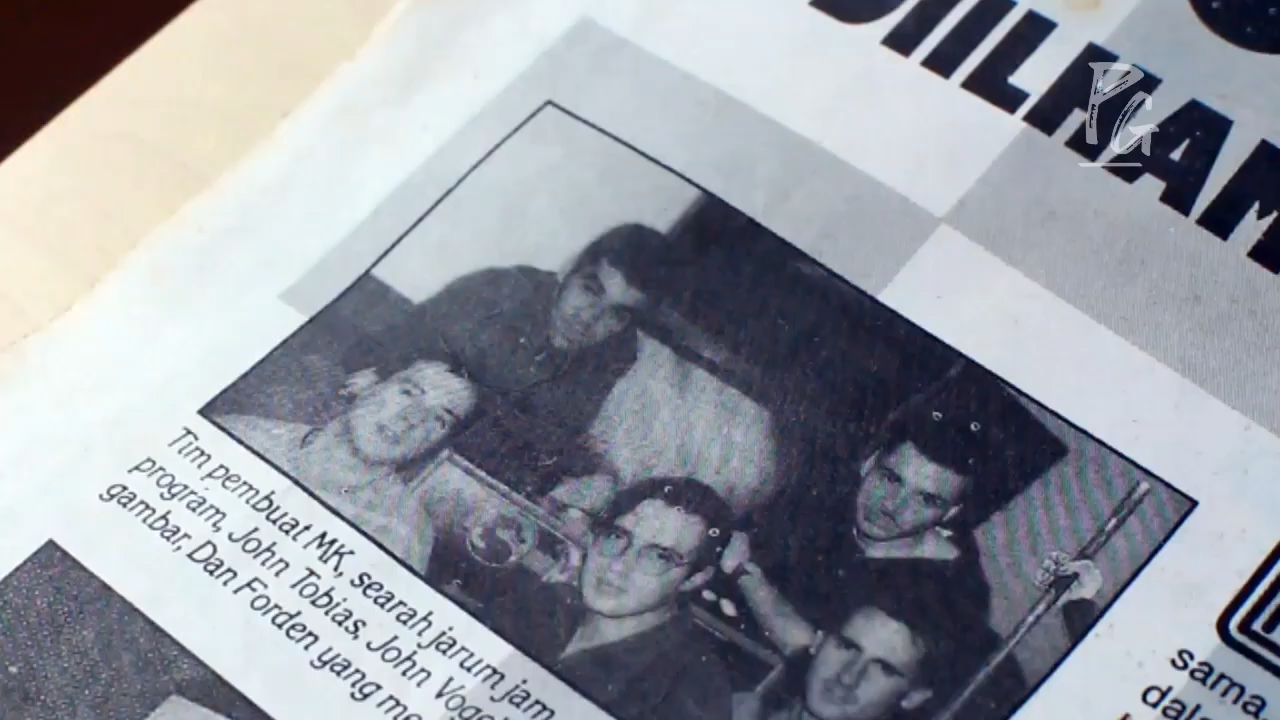 DIILHAM
PG
Tim pembuat MK, searah jarum jam
program, John Tobias, John Vogel
gambar, Dan Forden yang me
sama
dal